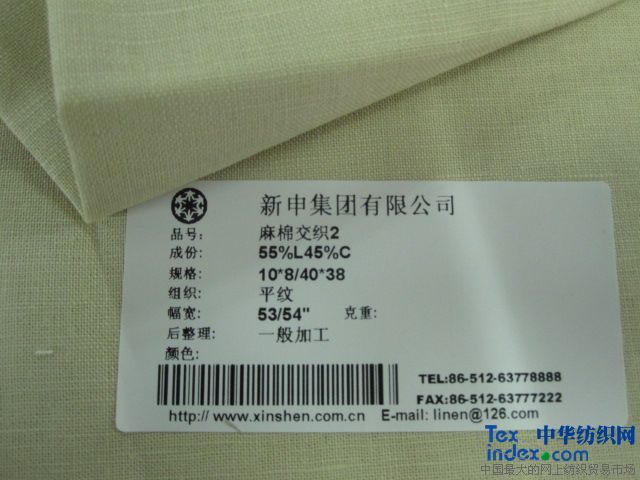 新申集团有限公司
品号: 麻棉交织2
成份: 55%L45%C
规格: 10*8/40*38
组织: 平纹
幅宽: 53/54" 克重:
后整理: 一般加工
颜色:
TEL:86-512-63778888
FAX:86-512-63777222
http://www.xinshen.com.cn E-mail: linen@126.com
Tex 中华纺织网
index.com
中国最大的网上纺织贸易市场